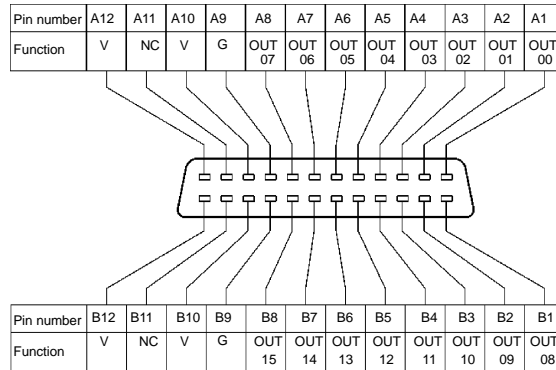 Pin number A12 A11 A10 A9 A8 A7 A6 A5 A4 A3 A2 A1
Function V NC V G OUT 07 OUT 06 OUT 05 OUT 04 OUT 03 OUT 02 OUT 01 OUT 00
Pin number B12 B11 B10 B9 B8 B7 B6 B5 B4 B3 B2 B1
Function V NC V G OUT 15 OUT 14 OUT 13 OUT 12 OUT 11 OUT 10 OUT 09 OUT 08